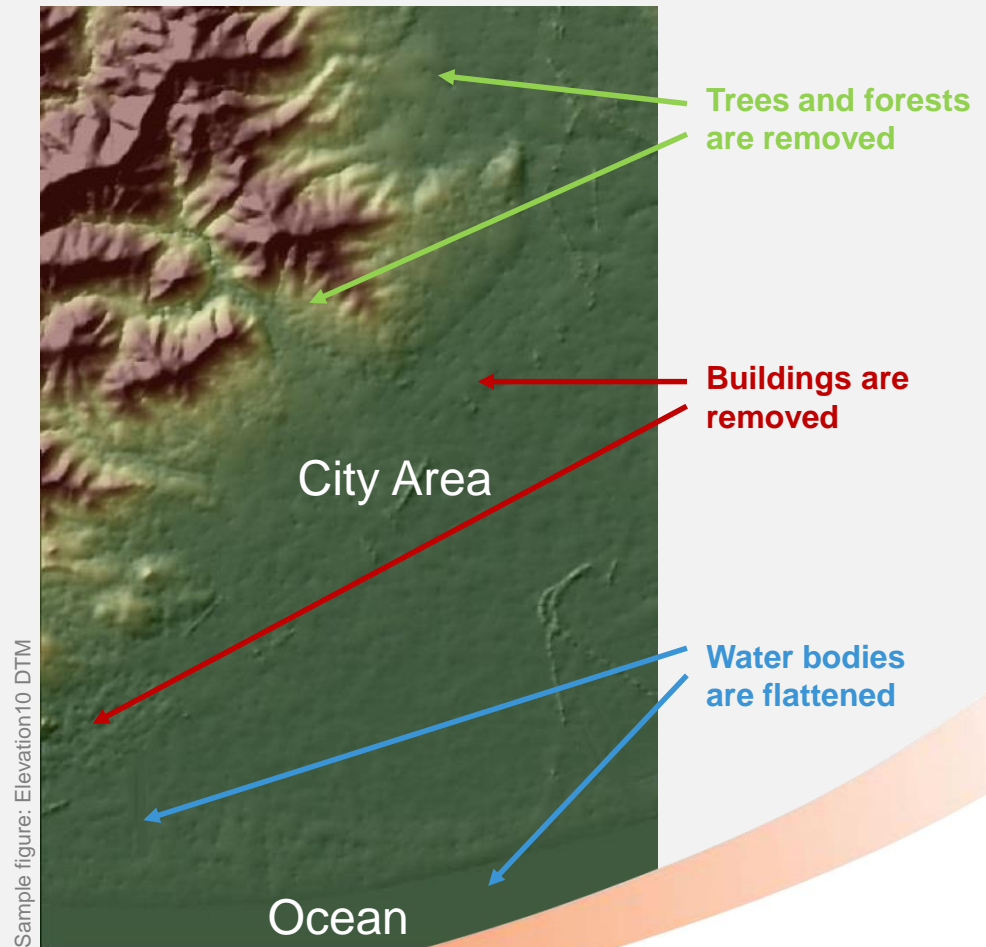 Trees and forests
are removed
Buildings are
removed
City Area
Water bodies
are flattened
Ocean
Sample figure: Elevation10 DTM